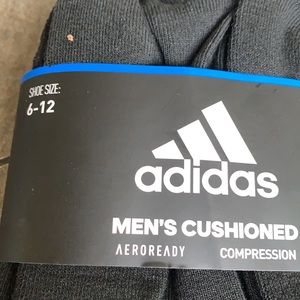 SHOE SIZE:
6-12
adidas
MEN'S CUSHIONED
AEROREADY COMPRESSION